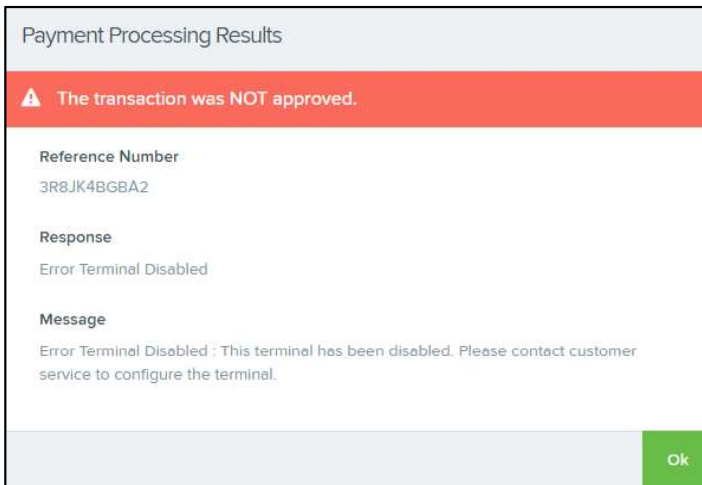 Payment Processing Results
The transaction was NOT approved.
Reference Number
3R8JK4BGBA2
Response
Error Terminal Disabled
Message
Error Terminal Disabled : This terminal has been disabled. Please contact customer
service to configure the terminal.
Ok